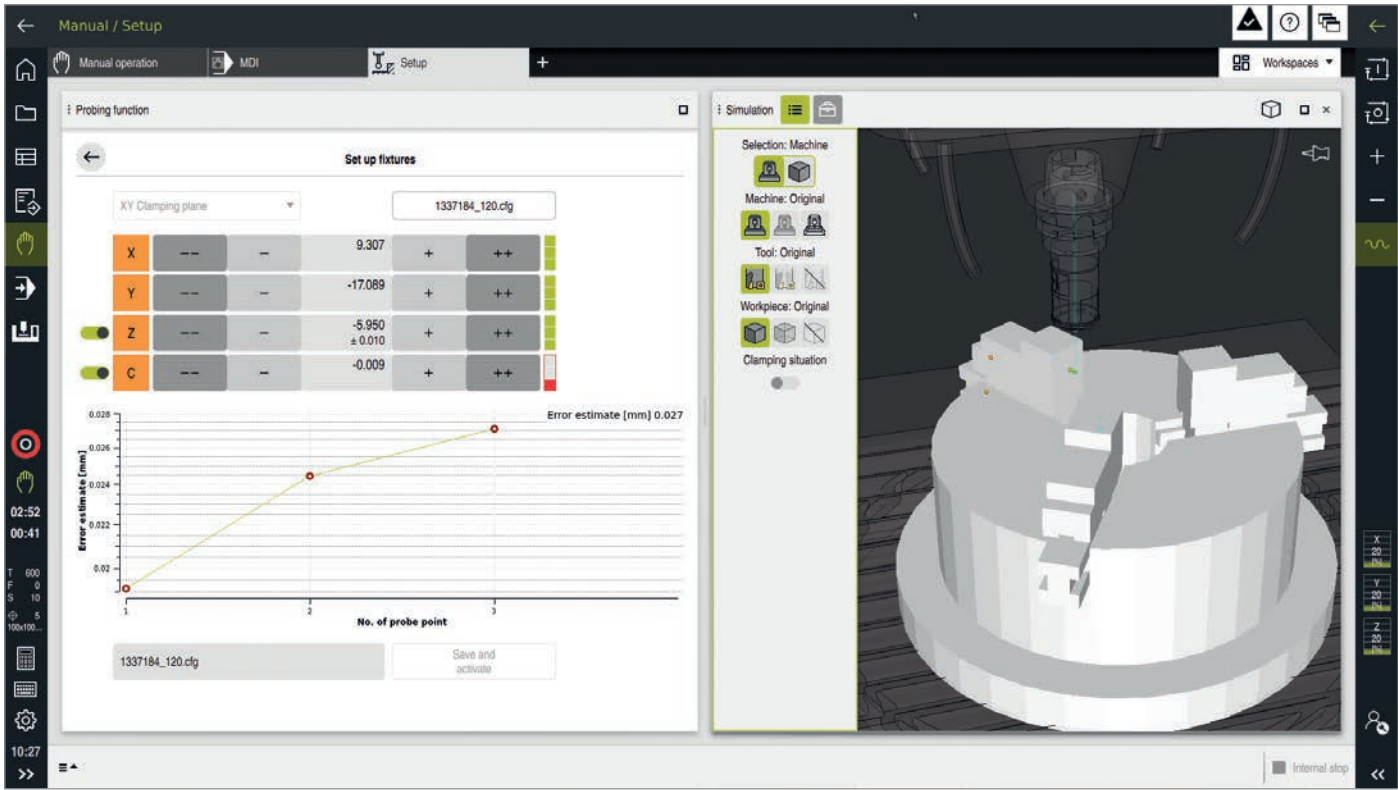 Manual / Setup
Manual operation
MDI
Setup
+
Workspaces
Probing function
Set up fixtures
XY Clamping plane
1337184_120.cfg
X -- - 9.307 + ++
Y -- - -17.089 + ++
Z -- - -5.950 + ++
± 0.010
C -- - -0.009 + ++
Error estimate [mm] 0.027
0.028
0.026
0.024
0.022
0.02
Error estimate [mm]
1 2 3
No. of probe point
1337184_120.cfg
Save and
activate
Simulation
Selection: Machine
Machine: Original
Tool: Original
Workpiece: Original
Clamping situation
02:52
00:41
T 600
F 0
S 10
5
100x100...
10:27
X
20
Y
20
Z
20
Internal stop